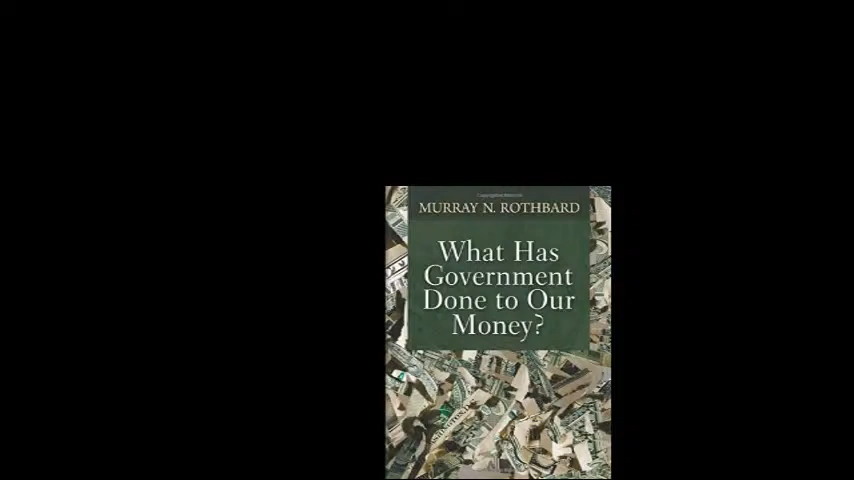 MURRAY N. ROTHBARD
What Has
Government
Done to Our
Money?